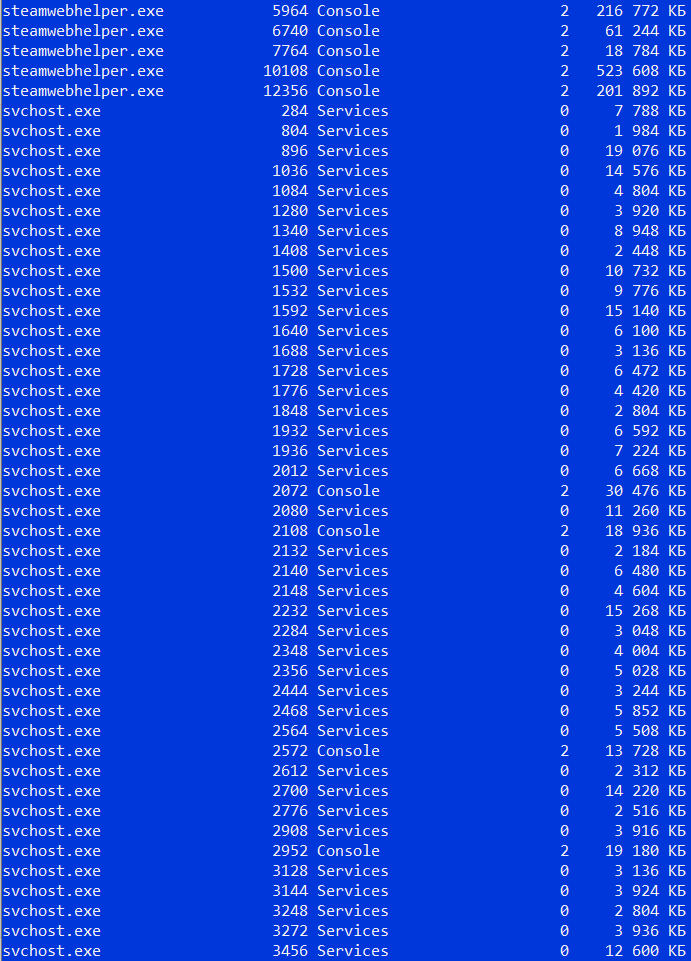 steamwebhelper.exe 5964 Console 2 216 772 КБ
steamwebhelper.exe 6740 Console 2 61 244 КБ
steamwebhelper.exe 7764 Console 2 18 784 КБ
steamwebhelper.exe 10108 Console 2 523 608 КБ
steamwebhelper.exe 12356 Console 2 201 892 КБ
svchost.exe 284 Services 0 7 788 КБ
svchost.exe 804 Services 0 1 984 КБ
svchost.exe 896 Services 0 19 076 КБ
svchost.exe 1036 Services 0 14 576 КБ
svchost.exe 1084 Services 0 4 804 КБ
svchost.exe 1280 Services 0 3 920 КБ
svchost.exe 1340 Services 0 8 948 КБ
svchost.exe 1408 Services 0 2 448 КБ
svchost.exe 1500 Services 0 10 732 КБ
svchost.exe 1532 Services 0 9 776 КБ
svchost.exe 1592 Services 0 15 140 КБ
svchost.exe 1640 Services 0 6 100 КБ
svchost.exe 1688 Services 0 3 136 КБ
svchost.exe 1728 Services 0 6 472 КБ
svchost.exe 1776 Services 0 4 420 КБ
svchost.exe 1848 Services 0 2 804 КБ
svchost.exe 1932 Services 0 6 592 КБ
svchost.exe 1936 Services 0 7 224 КБ
svchost.exe 2012 Services 0 6 668 КБ
svchost.exe 2072 Console 2 30 476 КБ
svchost.exe 2080 Services 0 11 260 КБ
svchost.exe 2108 Console 2 18 936 КБ
svchost.exe 2132 Services 0 2 184 КБ
svchost.exe 2140 Services 0 6 480 КБ
svchost.exe 2148 Services 0 4 604 КБ
svchost.exe 2232 Services 0 15 268 КБ
svchost.exe 2284 Services 0 3 048 КБ
svchost.exe 2348 Services 0 4 004 КБ
svchost.exe 2356 Services 0 5 028 КБ
svchost.exe 2444 Services 0 3 244 КБ
svchost.exe 2468 Services 0 5 852 КБ
svchost.exe 2564 Services 0 5 508 КБ
svchost.exe 2572 Console 2 13 728 КБ
svchost.exe 2612 Services 0 2 312 КБ
svchost.exe 2700 Services 0 14 220 КБ
svchost.exe 2776 Services 0 2 516 КБ
svchost.exe 2908 Services 0 3 916 КБ
svchost.exe 2952 Console 2 19 180 КБ
svchost.exe 3128 Services 0 3 136 КБ
svchost.exe 3144 Services 0 3 924 КБ
svchost.exe 3248 Services 0 2 804 КБ
svchost.exe 3272 Services 0 3 936 КБ
svchost.exe 3456 Services 0 12 600 КБ